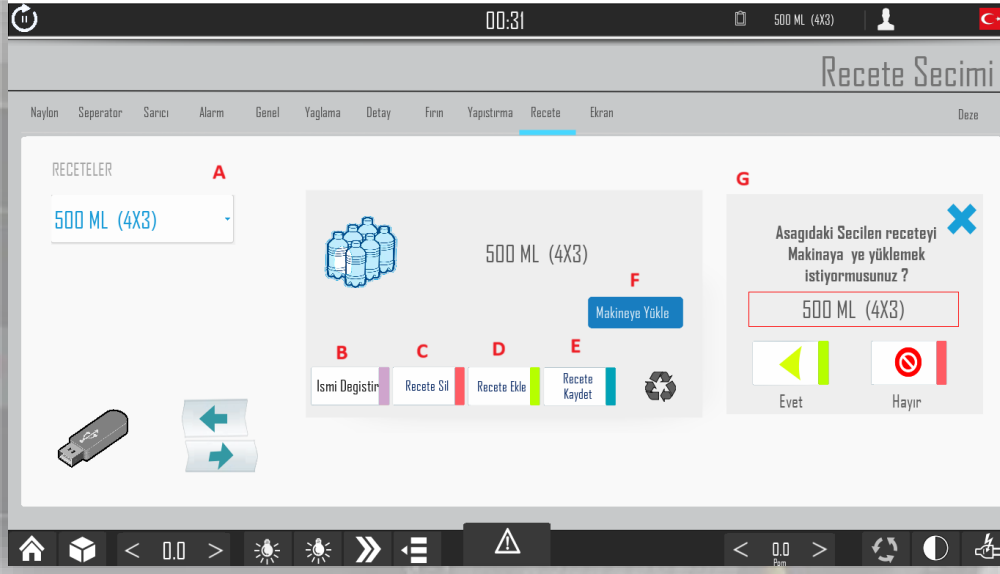 00:31
500 ML (4X3)
Recete Secimi
Naylon Seperator Sarıcı Alarm Genel Yaglama Detay Fırın Yapıstırma Recete Ekran Deze
RECETELER
A
500 ML (4X3)
500 ML (4X3)
F
Makineye Yükle
B C D E
Ismi Degistir
Recete Sil
Recete Ekle
Recete
Kaydet
G
Asagıdaki Secilen receteyi
Makinaya ye yüklemek
istiyormusunuz ?
500 ML (4X3)
Evet
Hayır
< 0.0 >
< 0.0 >
Ppm